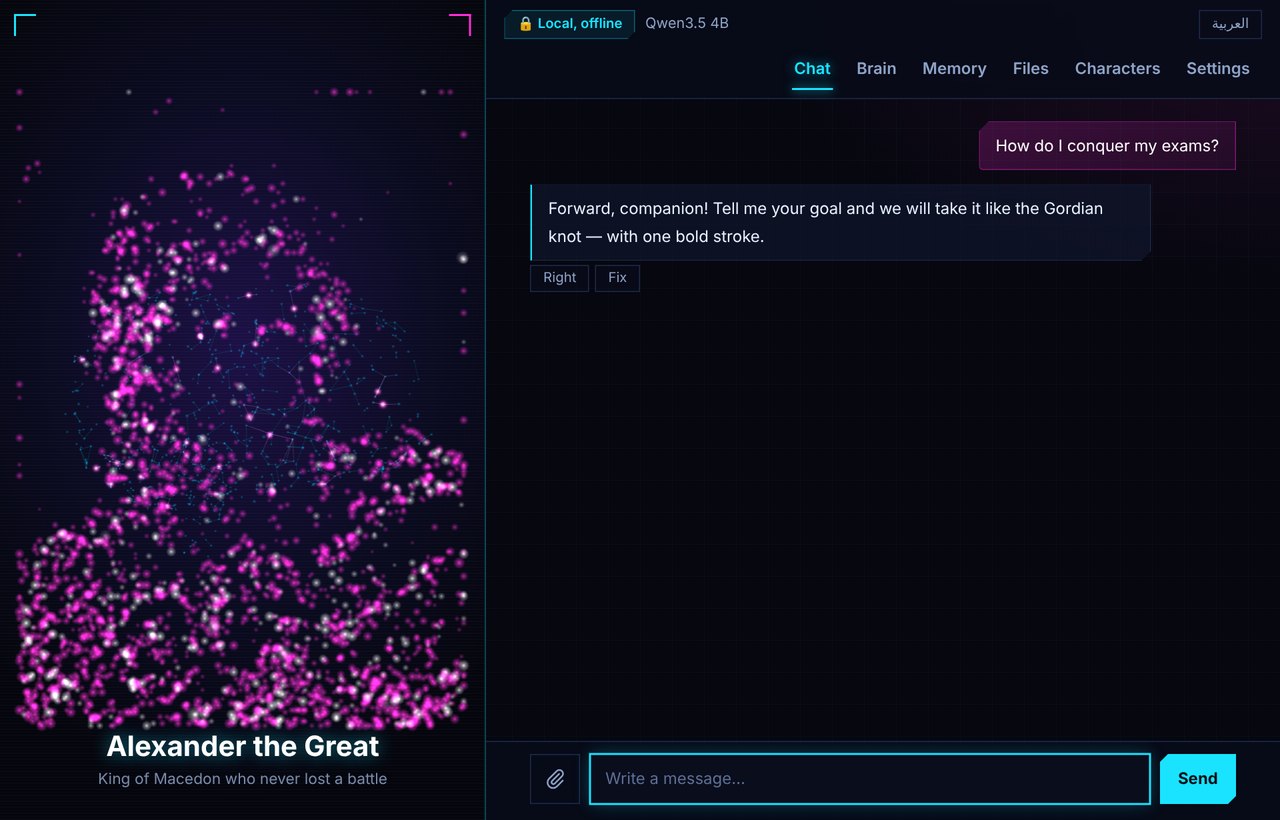 🔒 Local, offline
Qwen3.5 4B
العربية
Chat
Brain
Memory
Files
Characters
Settings
How do I conquer my exams?
Forward, companion! Tell me your goal and we will take it like the Gordian
knot — with one bold stroke.
Right
Fix
Alexander the Great
King of Macedon who never lost a battle
Write a message...
Send